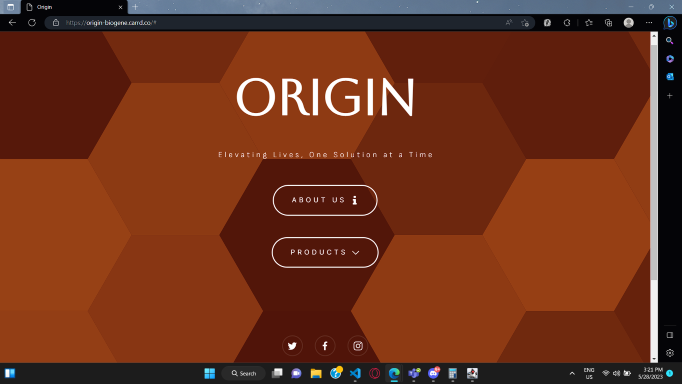 Origin
https://origin-biogene.carrd.co/#
ORIGIN
Elevating Lives, One Solution at a Time
ABOUT US
PRODUCTS
Search
ENG
US
3:21 PM
5/28/2023